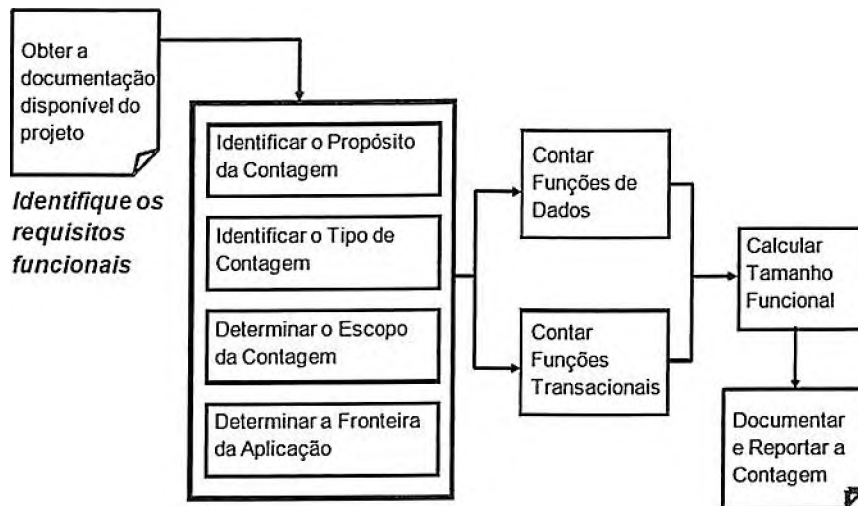 Obter a
documentação
disponível do
projeto
Identifique os
requisitos
funcionais
Identificar o Propósito
da Contagem
Identificar o Tipo de
Contagem
Determinar o Escopo
da Contagem
Determinar a Fronteira
da Aplicação
Contar
Funções de
Dados
Contar
Funções
Transacionais
Calcular
Tamanho
Funcional
Documentar
e Reportar a
Contagem